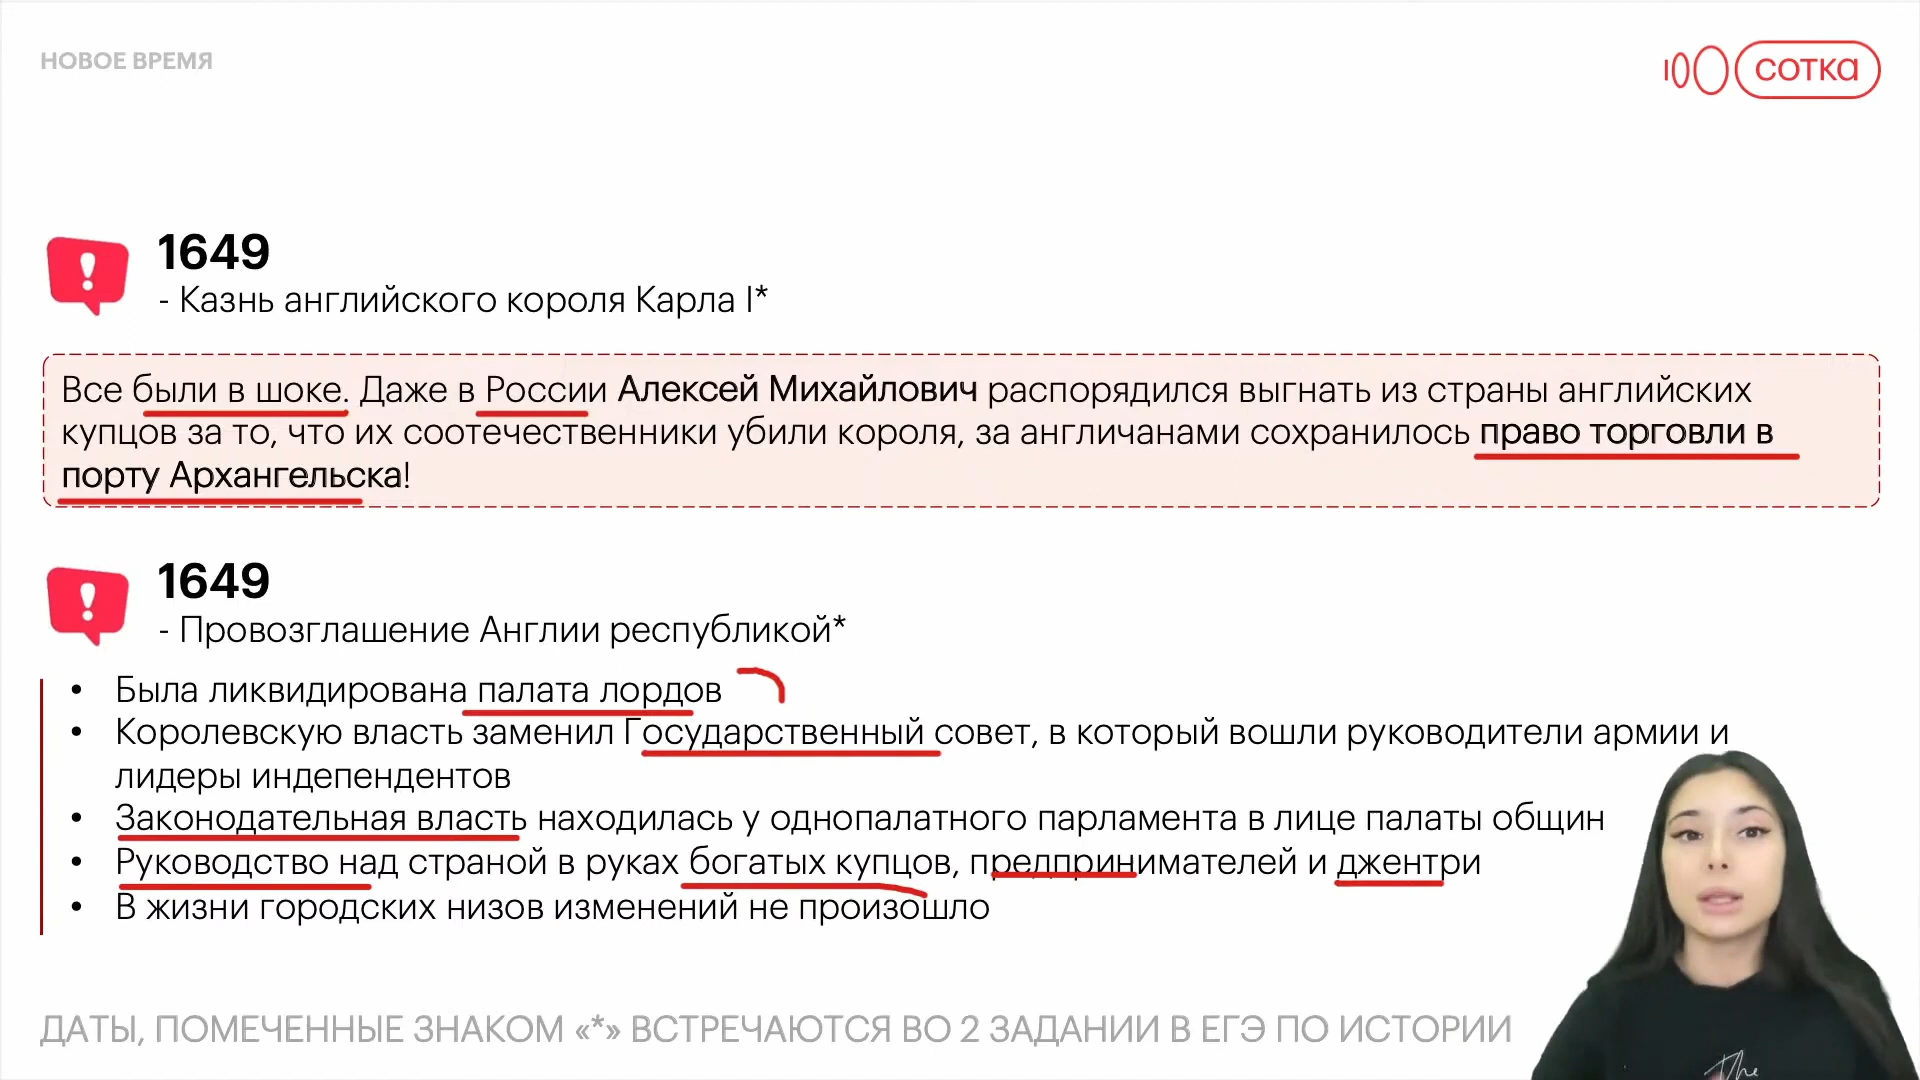 НОВОЕ ВРЕМЯ
100 сотка
1649
- Казнь английского короля Карла I*
Все были в шоке. Даже в России Алексей Михайлович распорядился выгнать из страны английских
купцов за то, что их соотечественники убили короля, за англичанами сохранилось право торговли в
порту Архангельска!
1649
- Провозглашение Англии республикой*
• Была ликвидирована палата лордов
• Королевскую власть заменил Государственный совет, в который вошли руководители армии и
лидеры индепендентов
• Законодательная власть находилась у однопалатного парламента в лице палаты общин
• Руководство над страной в руках богатых купцов, предпринимателей и джентри
• В жизни городских низов изменений не произошло
ДАТЫ, ПОМЕЧЕННЫЕ ЗНАКОМ «*» ВСТРЕЧАЮТСЯ ВО 2 ЗАДАНИИ В ЕГЭ ПО ИСТОРИИ
The